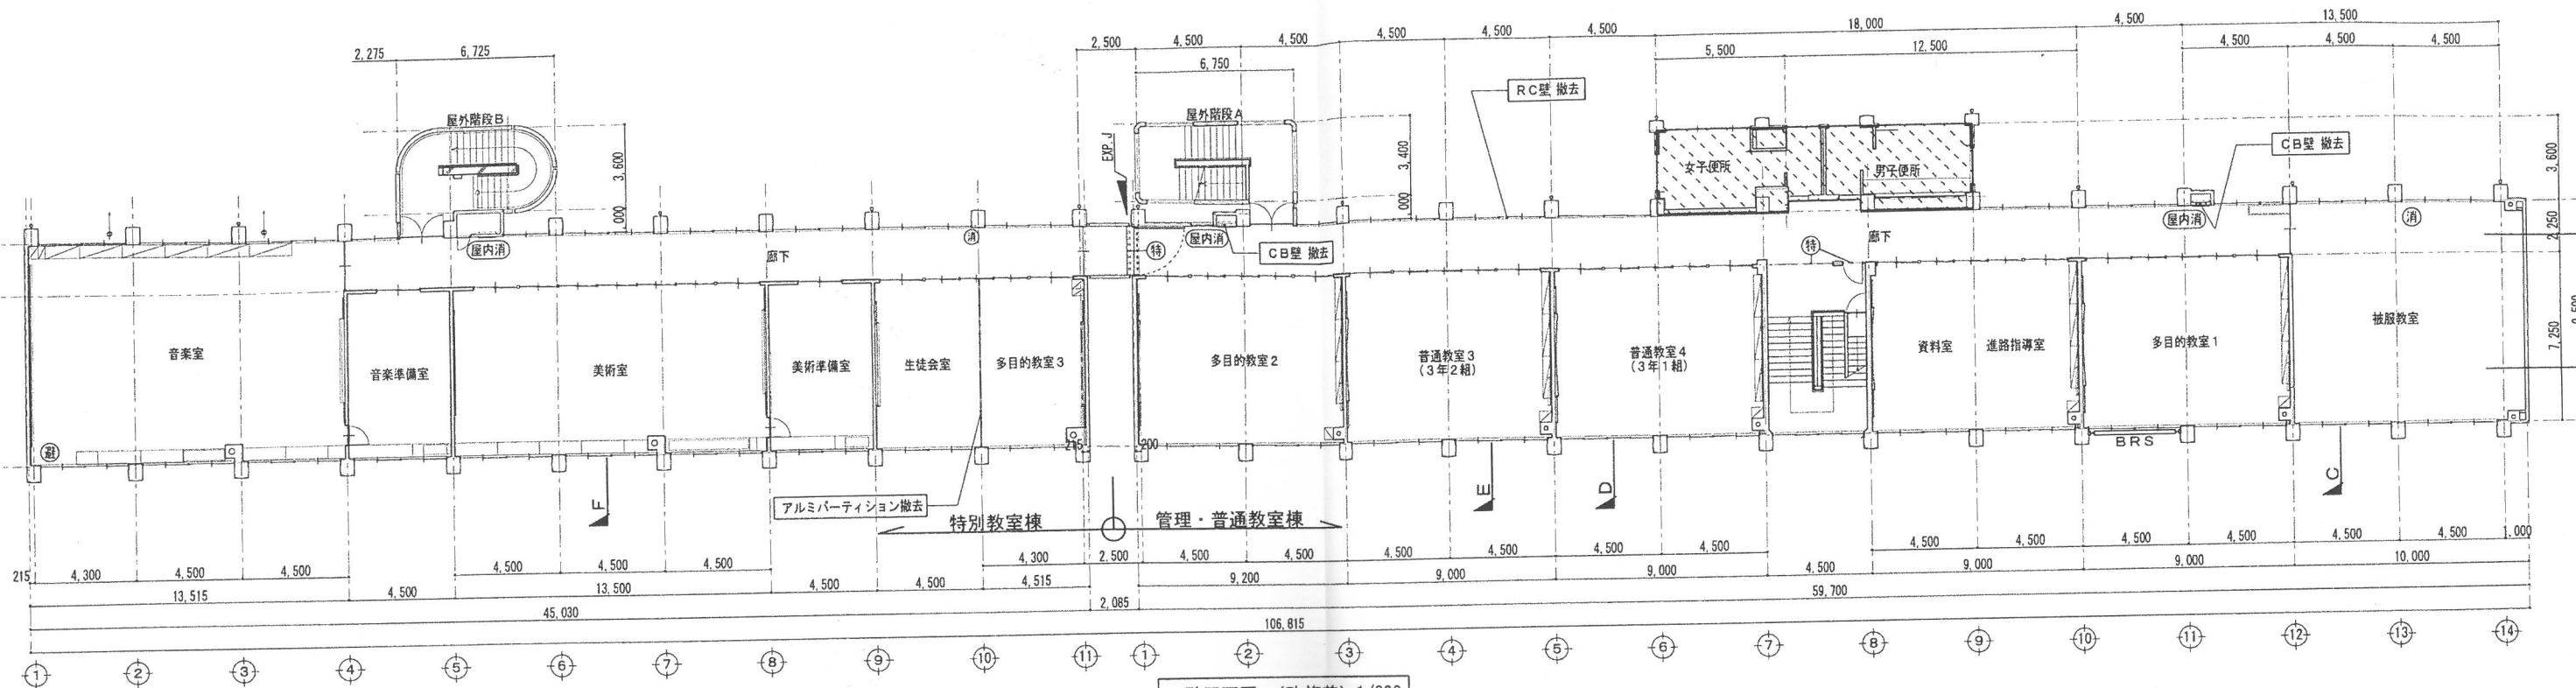 18,000
4,500
13,500
2,275
6,725
2,500
4,500
4,500
4,500
4,500
4,500
5,500
12,500
4,500
4,500
4,500
6,750
RC壁 撤去
屋外階段B
屋外階段A
EXP.J
3,600
3,400
女子便所
男子便所
CB壁 撤去
3,600
000
000
屋内消
消
廊下
特
屋内消
CB壁 撤去
特
廊下
屋内消
消
2,250
音楽室
音楽準備室
美術室
美術準備室
生徒会室
多目的教室3
多目的教室2
普通教室3
(3年2組)
普通教室4
(3年1組)
資料室
進路指導室
多目的教室1
被服教室
7,250
避
215
200
BRS
F
E
D
C
アルミパーティション撤去
特別教室棟
管理・普通教室棟
215
4,300
4,500
4,500
4,500
4,500
4,500
4,300
2,500
4,500
4,500
4,500
4,500
4,500
4,500
4,500
4,500
4,500
4,500
4,500
4,500
1,000
13,515
4,500
13,500
4,500
4,500
4,515
9,200
9,000
9,000
4,500
9,000
9,000
10,000
45,030
2,085
59,700
106,815
1
2
3
4
5
6
7
8
9
10
11
1
2
3
4
5
6
7
8
9
10
11
12
13
14